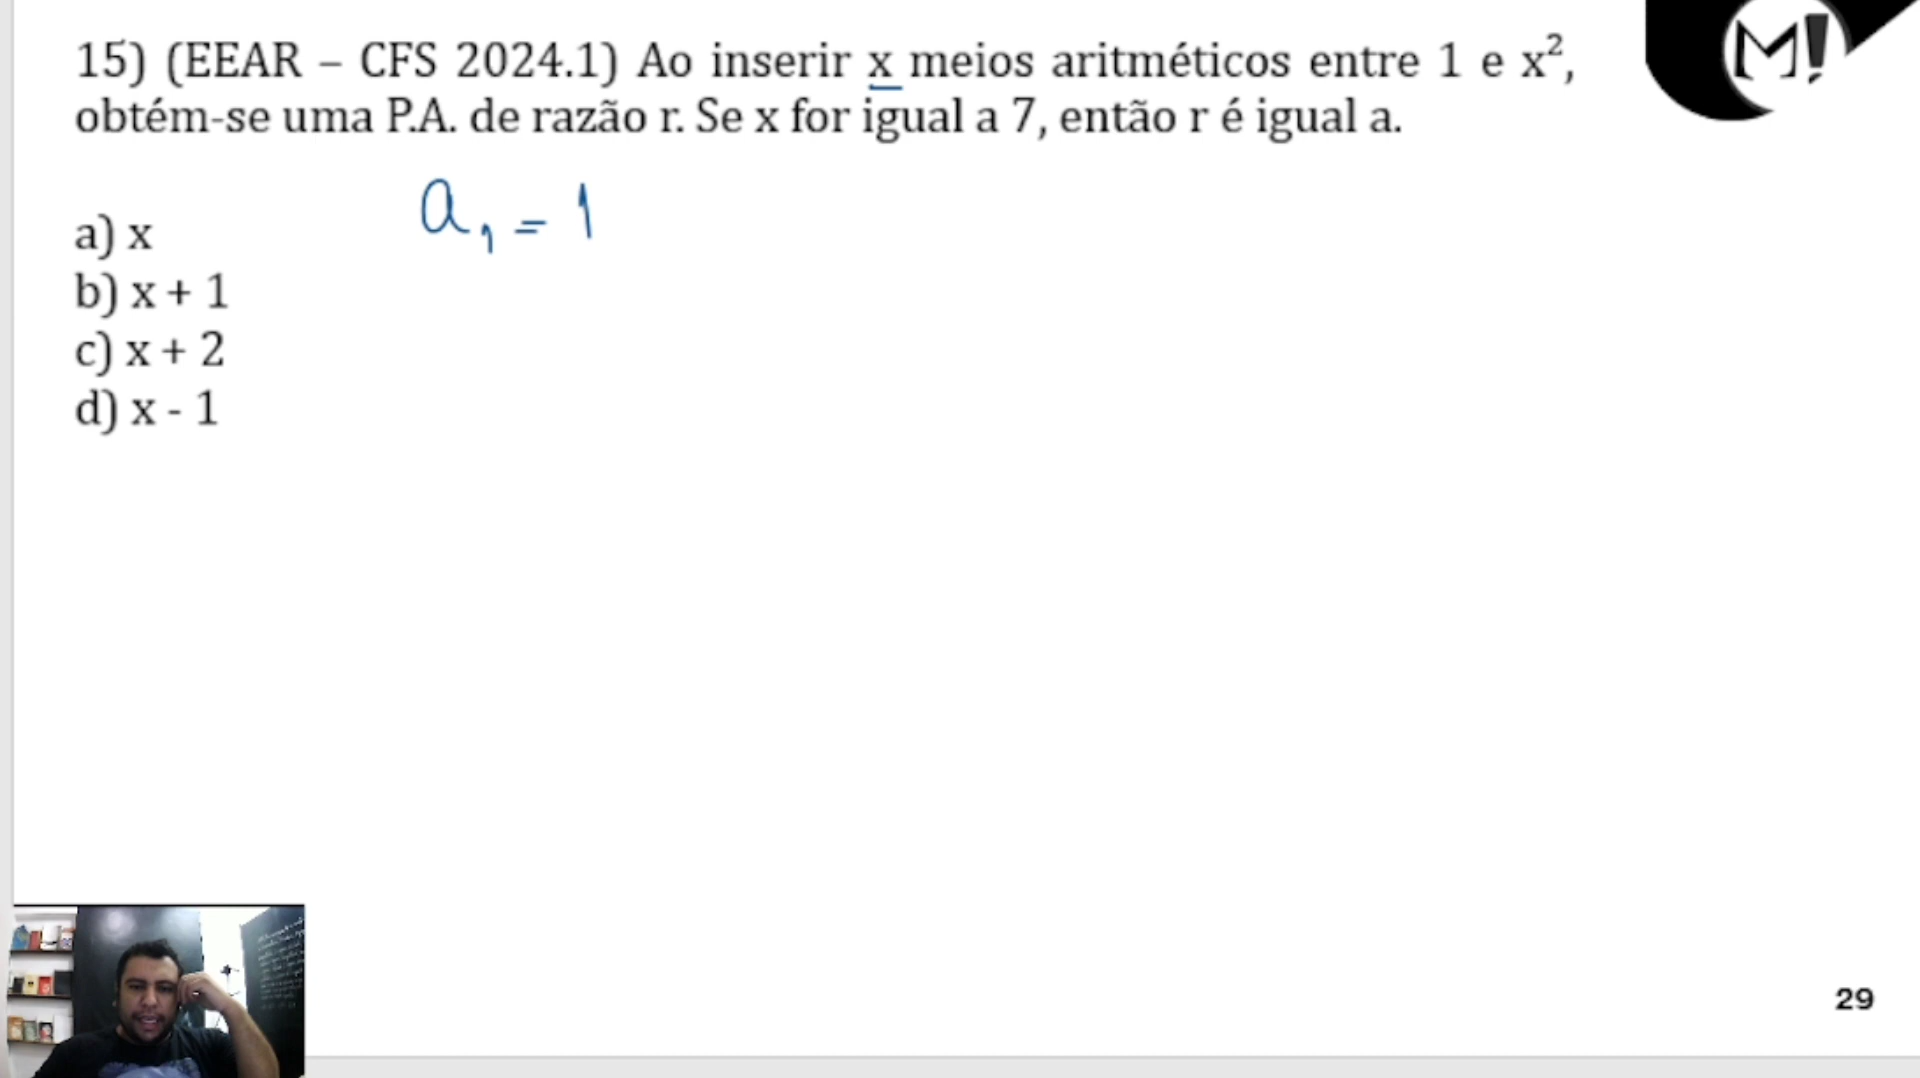 15) (EEAR – CFS 2024.1) Ao inserir x meios aritméticos entre 1 e x²,
obtém-se uma P.A. de razão r. Se x for igual a 7, então r é igual a.
a) x
b) x + 1
c) x + 2
d) x - 1
a₁ = 1
M!
29